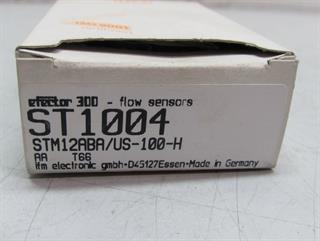 efector 300 - flow sensors
ST1004
STM12ABA/US-100-H
AA T66
ifm electronic gmbh·D45127Essen·Made in Germany